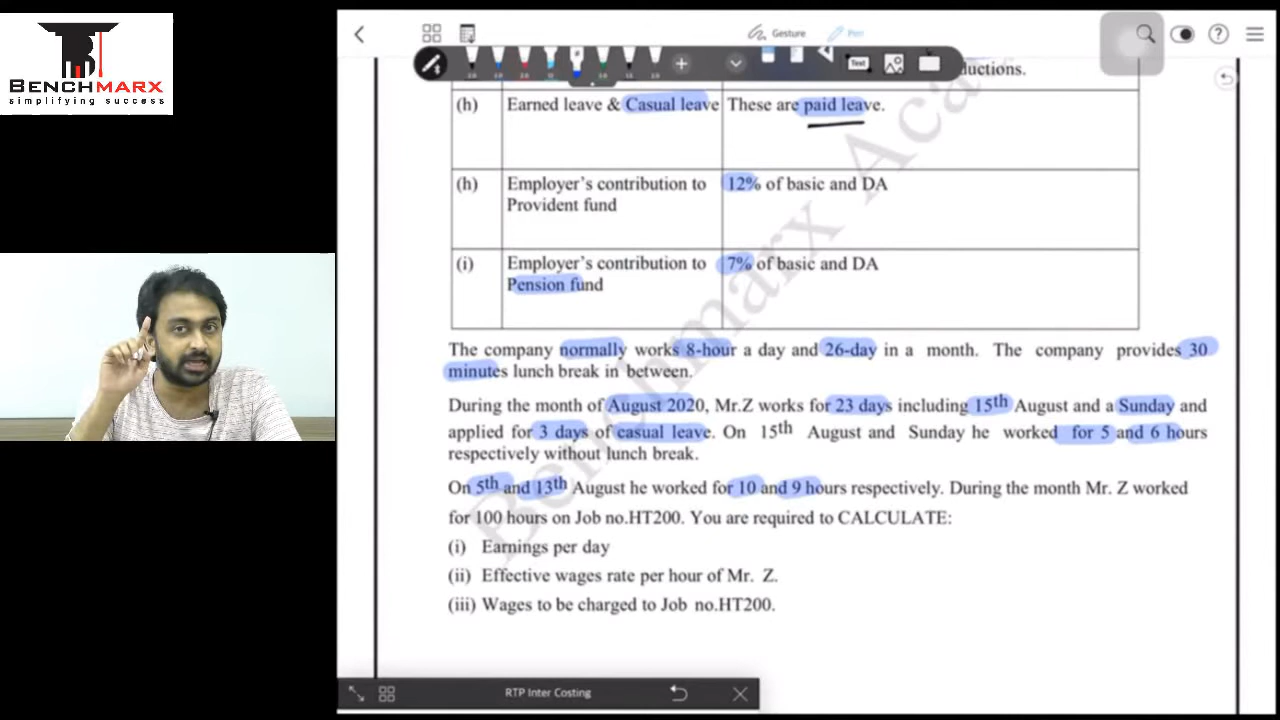 BENCHMARX
simplifying success
Gesture
Pen
Text
ductions.
(h) Earned leave & Casual leave These are paid leave.
(h) Employer's contribution to 12% of basic and DA
Provident fund
(i) Employer's contribution to 7% of basic and DA
Pension fund
The company normally works 8-hour a day and 26-day in a month. The company provides 30
minutes lunch break in between.
During the month of August 2020, Mr.Z works for 23 days including 15th August and a Sunday and
applied for 3 days of casual leave. On 15th August and Sunday he worked for 5 and 6 hours
respectively without lunch break.
On 5th and 13th August he worked for 10 and 9 hours respectively. During the month Mr. Z worked
for 100 hours on Job no.HT200. You are required to CALCULATE:
(i) Earnings per day
(ii) Effective wages rate per hour of Mr. Z.
(iii) Wages to be charged to Job no.HT200.
Benchmarx Aca
RTP Inter Costing